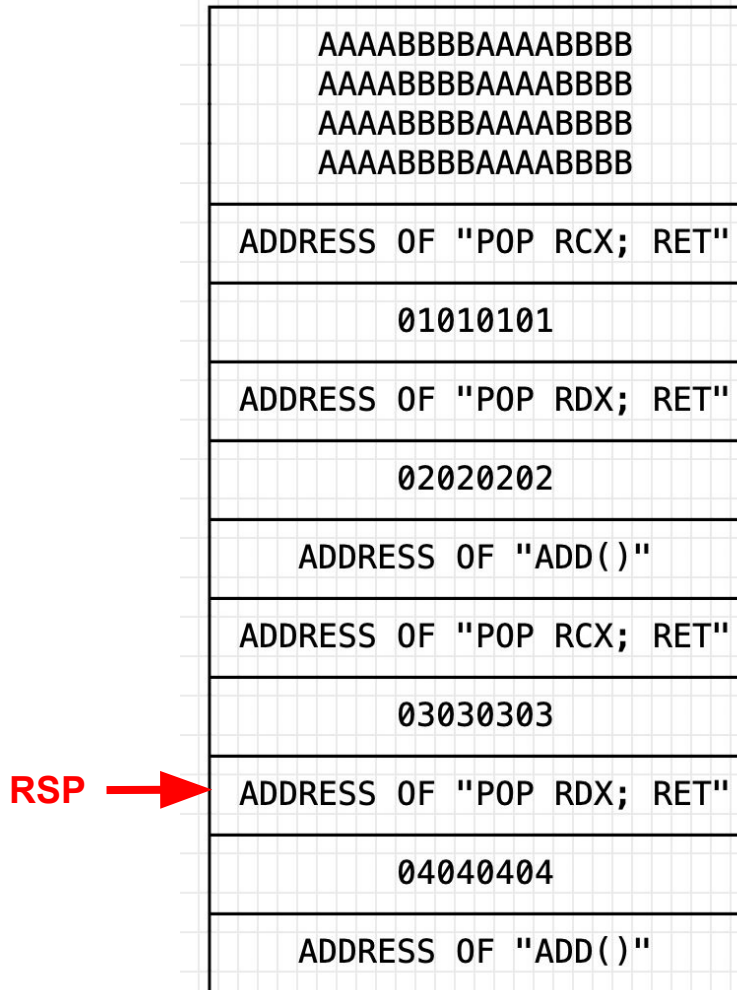 AAAABBBBAAAABBBB
AAAABBBBAAAABBBB
AAAABBBBAAAABBBB
AAAABBBBAAAABBBB
ADDRESS OF "POP RCX; RET"
01010101
ADDRESS OF "POP RDX; RET"
02020202
ADDRESS OF "ADD()"
ADDRESS OF "POP RCX; RET"
03030303
RSP
ADDRESS OF "POP RDX; RET"
04040404
ADDRESS OF "ADD()"